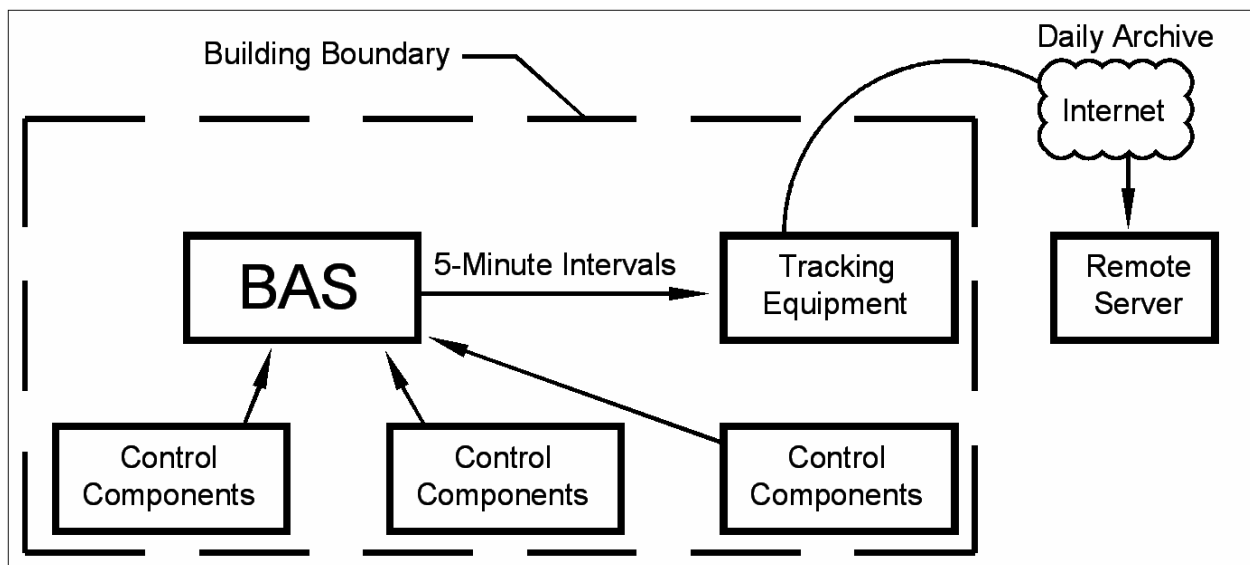 Building Boundary
Daily Archive
Internet
BAS
5-Minute Intervals
Tracking
Equipment
Remote
Server
Control
Components
Control
Components
Control
Components